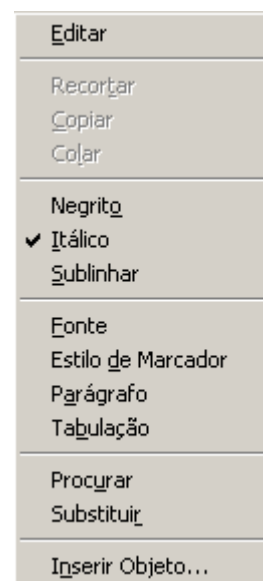 Editar
Recortar
Copiar
Colar
Negrito
Itálico
Sublinhar
Fonte
Estilo de Marcador
Parágrafo
Tabulação
Procurar
Substituir
Inserir Objeto...